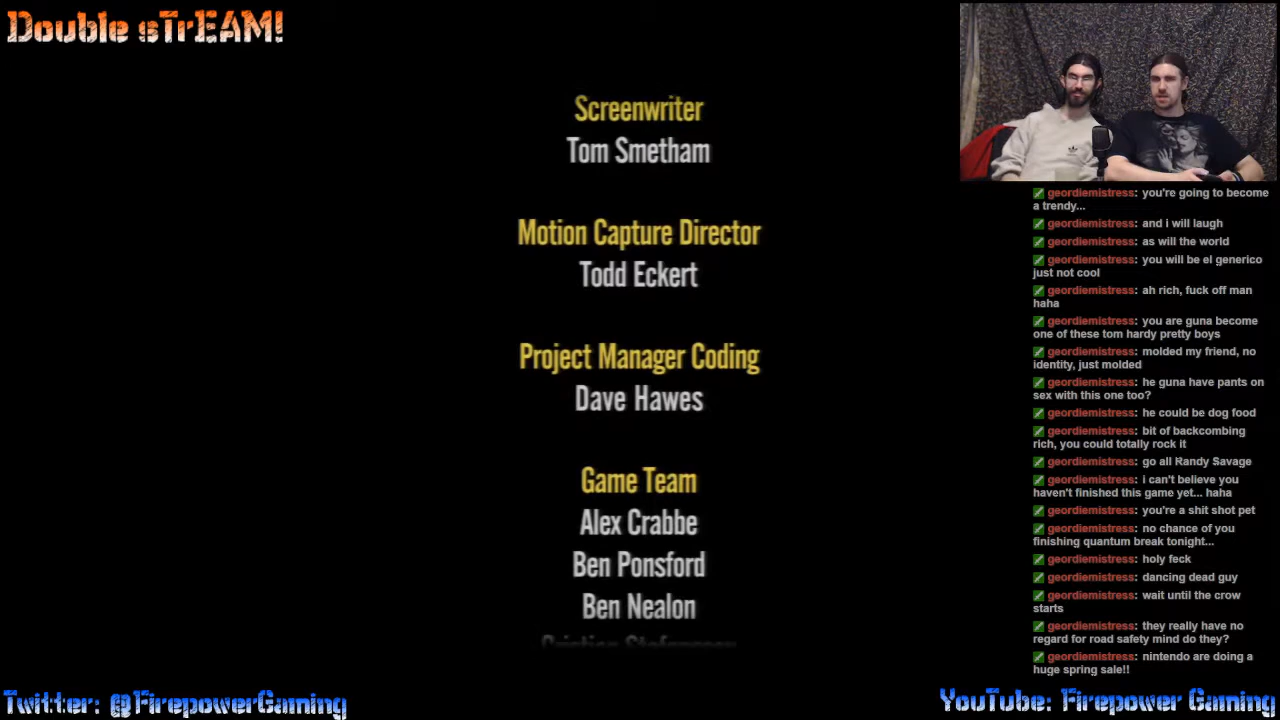 Double sTrEAM!
Screenwriter
Tom Smetham
Motion Capture Director
Todd Eckert
Project Manager Coding
Dave Hawes
Game Team
Alex Crabbe
Ben Ponsford
Ben Nealon
geordiemistress: you're going to become
a trendy...
geordiemistress: and i will laugh
geordiemistress: as will the world
geordiemistress: you will be el generico
just not cool
geordiemistress: ah rich, fuck off man
haha
geordiemistress: you are guna become
one of these tom hardy pretty boys
geordiemistress: molded my friend, no
identity, just molded
geordiemistress: he guna have pants on
sex with this one too?
geordiemistress: he could be dog food
geordiemistress: bit of backcombing
rich, you could totally rock it
geordiemistress: go all Randy Savage
geordiemistress: i can't believe you
haven't finished this game yet... haha
geordiemistress: you're a shit shot pet
geordiemistress: no chance of you
finishing quantum break tonight...
geordiemistress: holy feck
geordiemistress: dancing dead guy
geordiemistress: wait until the crow
starts
geordiemistress: they really have no
regard for road safety mind do they?
geordiemistress: nintendo are doing a
huge spring sale!!
Twitter: @FirepowerGaming
YouTube: Firepower Gaming